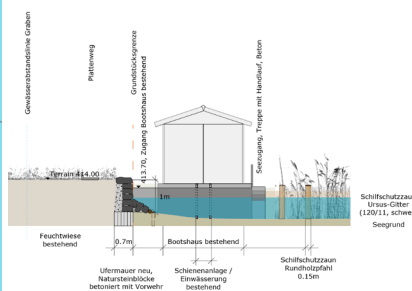 Gewässerabstandslinie Graben
Plattenweg
Grundstücksgrenze
413.70, Zugang Bootshaus bestehend
Seezugang, Treppe mit Handlauf, Beton
Terrain 414.00
1m
Schilfschutzzau
Ursus-Gitter
(120/11, schwe
Seegrund
Feuchtwiese
bestehend
0.7m
Bootshaus bestehend
Ufermauer neu,
Natursteinblöcke
betoniert mit Vorwehr
Schienenanlage /
Einwässerung
bestehend
Schilfschutzzaun
Rundholzpfahl
0.15m